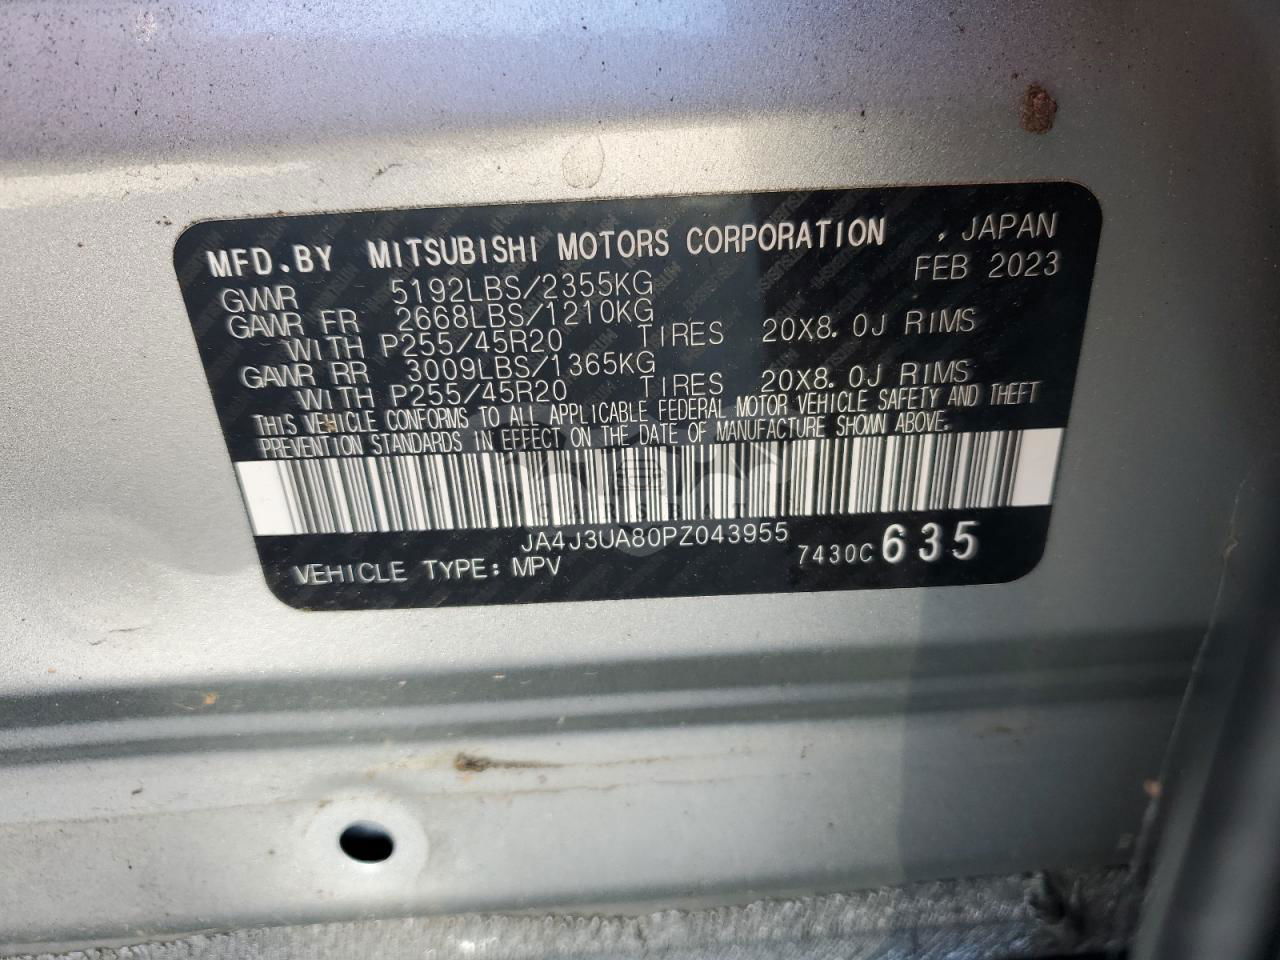 MFD.BY MITSUBISHI MOTORS CORPORATION , JAPAN
FEB 2023
GVWR 5192LBS/2355KG
GAWR FR 2668LBS/1210KG
WITH P255/45R20 TIRES 20X8.0J RIMS
GAWR RR 3009LBS/1365KG
WITH P255/45R20 TIRES 20X8.0J RIMS
THIS VEHICLE CONFORMS TO ALL APPLICABLE FEDERAL MOTOR VEHICLE SAFETY AND THEFT
PREVENTION STANDARDS IN EFFECT ON THE DATE OF MANUFACTURE SHOWN ABOVE.
JA4J3UA80PZ043955
7430C 635
VEHICLE TYPE: MPV